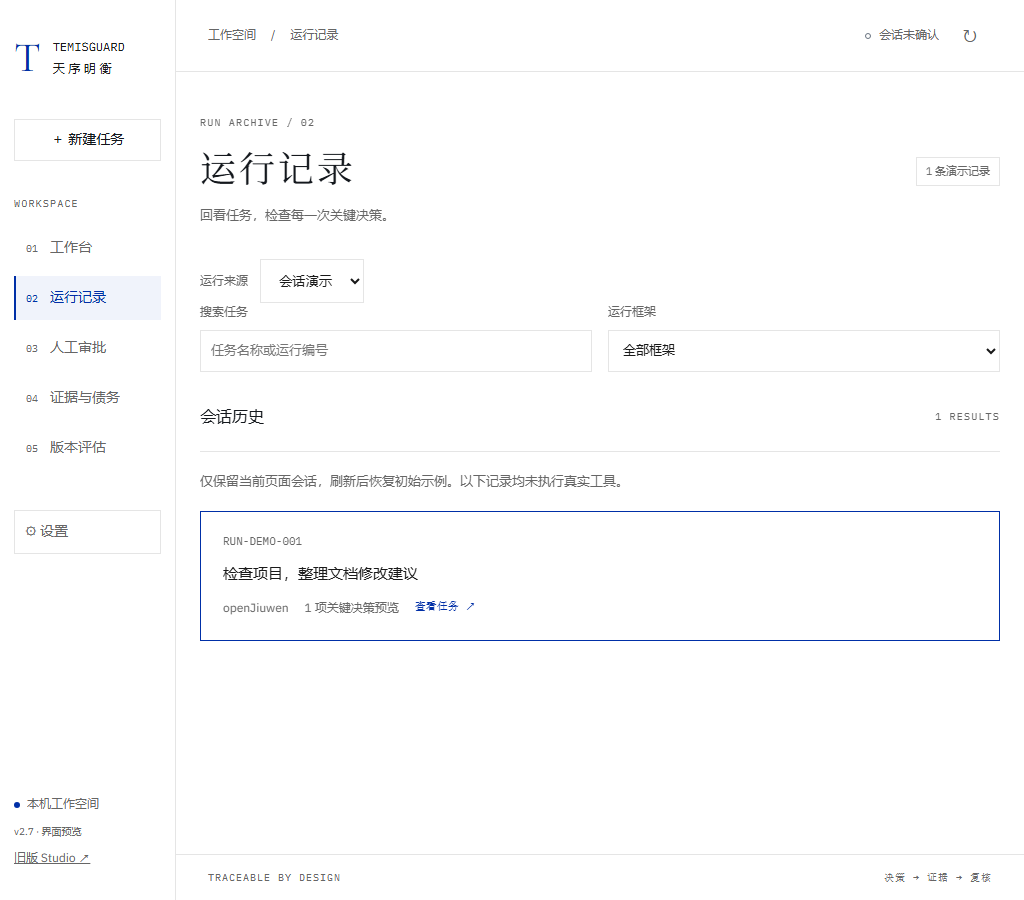 T
TEMISGUARD
天序明衡
+ 新建任务
WORKSPACE
01 工作台
02 运行记录
03 人工审批
04 证据与债务
05 版本评估
⚙ 设置
本机工作空间
v2.7 · 界面预览
旧版 Studio ↗
工作空间 / 运行记录
会话未确认 ↻
RUN ARCHIVE / 02
运行记录
1 条演示记录
回看任务，检查每一次关键决策。
运行来源 会话演示
搜索任务
任务名称或运行编号
运行框架
全部框架
会话历史
1 RESULTS
仅保留当前页面会话，刷新后恢复初始示例。以下记录均未执行真实工具。
RUN-DEMO-001
检查项目，整理文档修改建议
openJiuwen 1 项关键决策预览 查看任务 ↗
TRACEABLE BY DESIGN
决策 → 证据 → 复核